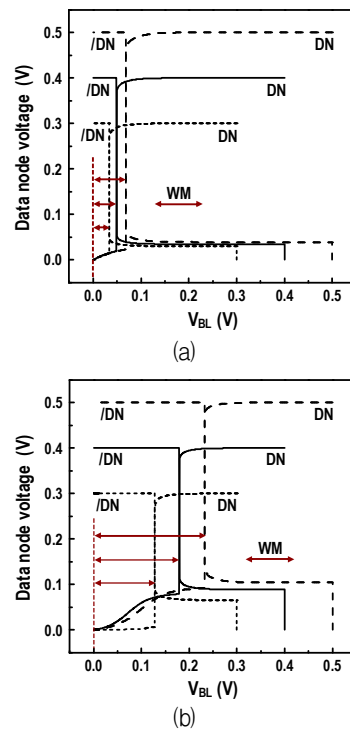 /DN DN
/DN DN
/DN DN
WM
Data node voltage (V)
0.5
0.4
0.3
0.2
0.1
0.0
0.0 0.1 0.2 0.3 0.4 0.5
V_BL (V)
(a)
/DN DN
/DN DN
/DN DN
WM
Data node voltage (V)
0.5
0.4
0.3
0.2
0.1
0.0
0.0 0.1 0.2 0.3 0.4 0.5
V_BL (V)
(b)